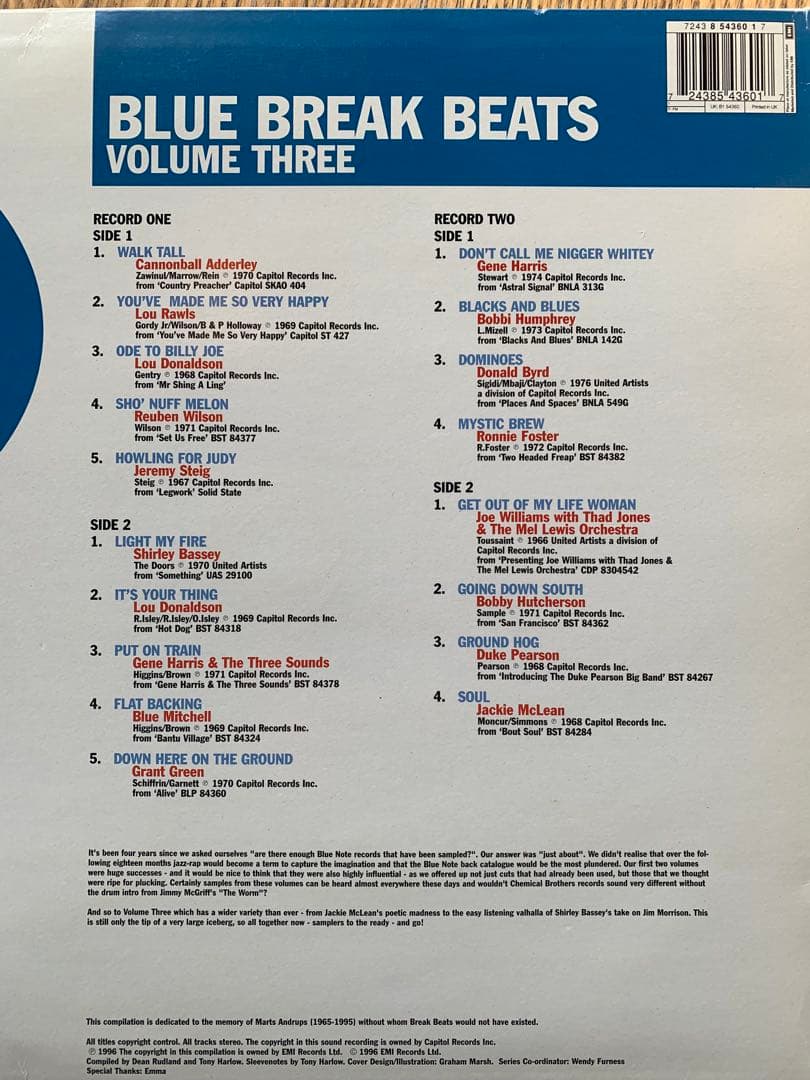 7243 8 54360 1 7
7 24385 43601 7
UK: B1 54360
Printed in UK
EMI
BLUE BREAK BEATS
VOLUME THREE
RECORD ONE
SIDE 1
1. WALK TALL
Cannonball Adderley
Zawinul/Marrow/Rein ℗ 1970 Capitol Records Inc.
from 'Country Preacher' Capitol SKAO 404
2. YOU'VE MADE ME SO VERY HAPPY
Lou Rawls
Gordy Jr/Wilson/B & P Holloway ℗ 1969 Capitol Records Inc.
from 'You've Made Me So Very Happy' Capitol ST 427
3. ODE TO BILLY JOE
Lou Donaldson
Gentry ℗ 1968 Capitol Records Inc.
from 'Mr Shing A Ling'
4. SHO' NUFF MELON
Reuben Wilson
Wilson ℗ 1971 Capitol Records Inc.
from 'Set Us Free' BST 84377
5. HOWLING FOR JUDY
Jeremy Steig
Steig ℗ 1967 Capitol Records Inc.
from 'Legwork' Solid State
SIDE 2
1. LIGHT MY FIRE
Shirley Bassey
The Doors ℗ 1970 United Artists
from 'Something' UAS 29100
2. IT'S YOUR THING
Lou Donaldson
R.Isley/R.Isley/O.Isley ℗ 1969 Capitol Records Inc.
from 'Hot Dog' BST 84318
3. PUT ON TRAIN
Gene Harris & The Three Sounds
Higgins/Brown ℗ 1971 Capitol Records Inc.
from 'Gene Harris & The Three Sounds' BST 84378
4. FLAT BACKING
Blue Mitchell
Higgins/Brown ℗ 1969 Capitol Records Inc.
from 'Bantu Village' BST 84324
5. DOWN HERE ON THE GROUND
Grant Green
Schiffrin/Garnett ℗ 1970 Capitol Records Inc.
from 'Alive' BLP 84360
RECORD TWO
SIDE 1
1. DON'T CALL ME NIGGER WHITEY
Gene Harris
Stewart ℗ 1974 Capitol Records Inc.
from 'Astral Signal' BNLA 313G
2. BLACKS AND BLUES
Bobbi Humphrey
L.Mizell ℗ 1973 Capitol Records Inc.
from 'Blacks And Blues' BNLA 142G
3. DOMINOES
Donald Byrd
Sigidi/Mbaji/Clayton ℗ 1976 United Artists
a division of Capitol Records Inc.
from 'Places And Spaces' BNLA 549G
4. MYSTIC BREW
Ronnie Foster
R.Foster ℗ 1972 Capitol Records Inc.
from 'Two Headed Freap' BST 84382
SIDE 2
1. GET OUT OF MY LIFE WOMAN
Joe Williams with Thad Jones
& The Mel Lewis Orchestra
Toussaint ℗ 1966 United Artists a division of
Capitol Records Inc.
from 'Presenting Joe Williams with Thad Jones &
The Mel Lewis Orchestra' CDP 8304542
2. GOING DOWN SOUTH
Bobby Hutcherson
Sample ℗ 1971 Capitol Records Inc.
from 'San Francisco' BST 84362
3. GROUND HOG
Duke Pearson
Pearson ℗ 1968 Capitol Records Inc.
from 'Introducing The Duke Pearson Big Band' BST 84267
4. SOUL
Jackie McLean
Moncur/Simmons ℗ 1968 Capitol Records Inc.
from 'Bout Soul' BST 84284
It's been four years since we asked ourselves "are there enough Blue Note records that have been sampled?". Our answer was "just about". We didn't realise that over the fol-
lowing eighteen months jazz-rap would become a term to capture the imagination and that the Blue Note back catalogue would be the most plundered. Our first two volumes
were huge successes - and it would be nice to think that they were also highly influential - as we offered up not just cuts that had already been used, but those that we thought
were ripe for plucking. Certainly samples from these volumes can be heard almost everywhere these days and wouldn't Chemical Brothers records sound very different without
the drum intro from Jimmy McGriff's "The Worm"?
And so to Volume Three which has a wider variety than ever - from Jackie McLean's poetic madness to the easy listening valhalla of Shirley Bassey's take on Jim Morrison. This
is still only the tip of a very large iceberg, so all together now - samplers to the ready - and go!
This compilation is dedicated to the memory of Marts Andrups (1965-1995) without whom Break Beats would not have existed.
All titles copyright control. All tracks stereo. The copyright in this sound recording is owned by Capitol Records Inc.
℗ 1996 The copyright in this compilation is owned by EMI Records Ltd. © 1996 EMI Records Ltd.
Compiled by Dean Rudland and Tony Harlow. Sleevenotes by Tony Harlow. Cover Design/Illustration: Graham Marsh. Series Co-ordinator: Wendy Furness
Special Thanks: Emma